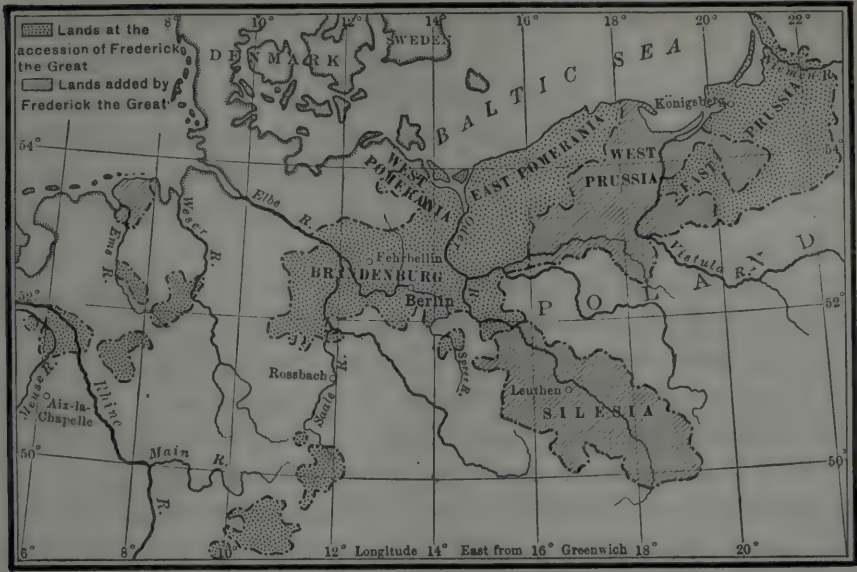 Lands at the
accession of Frederick
the Great
Lands added by
Frederick the Great
8° 10° 12° 14° 16° 18° 20° 22°
SWEDEN
DENMARK
BALTIC SEA
Niemen R.
Königsberg
54°
54
WEST
POMERANIA
EAST POMERANIA
WEST
PRUSSIA
EAST
PRUSSIA
Elbe R.
Weser R.
Ems R.
Oder
Fehrbellin
BRANDENBURG
Berlin
Vistula R.
POLAND
52°
52°
Meuse R.
Rhine
Aix-la-
Chapelle
Rossbach
Saale R.
Spree R.
Leuthen
SILESIA
50°
50°
Main R.
R.
6° 8° 10° 12° Longitude 14° East from 16° Greenwich 18° 20°